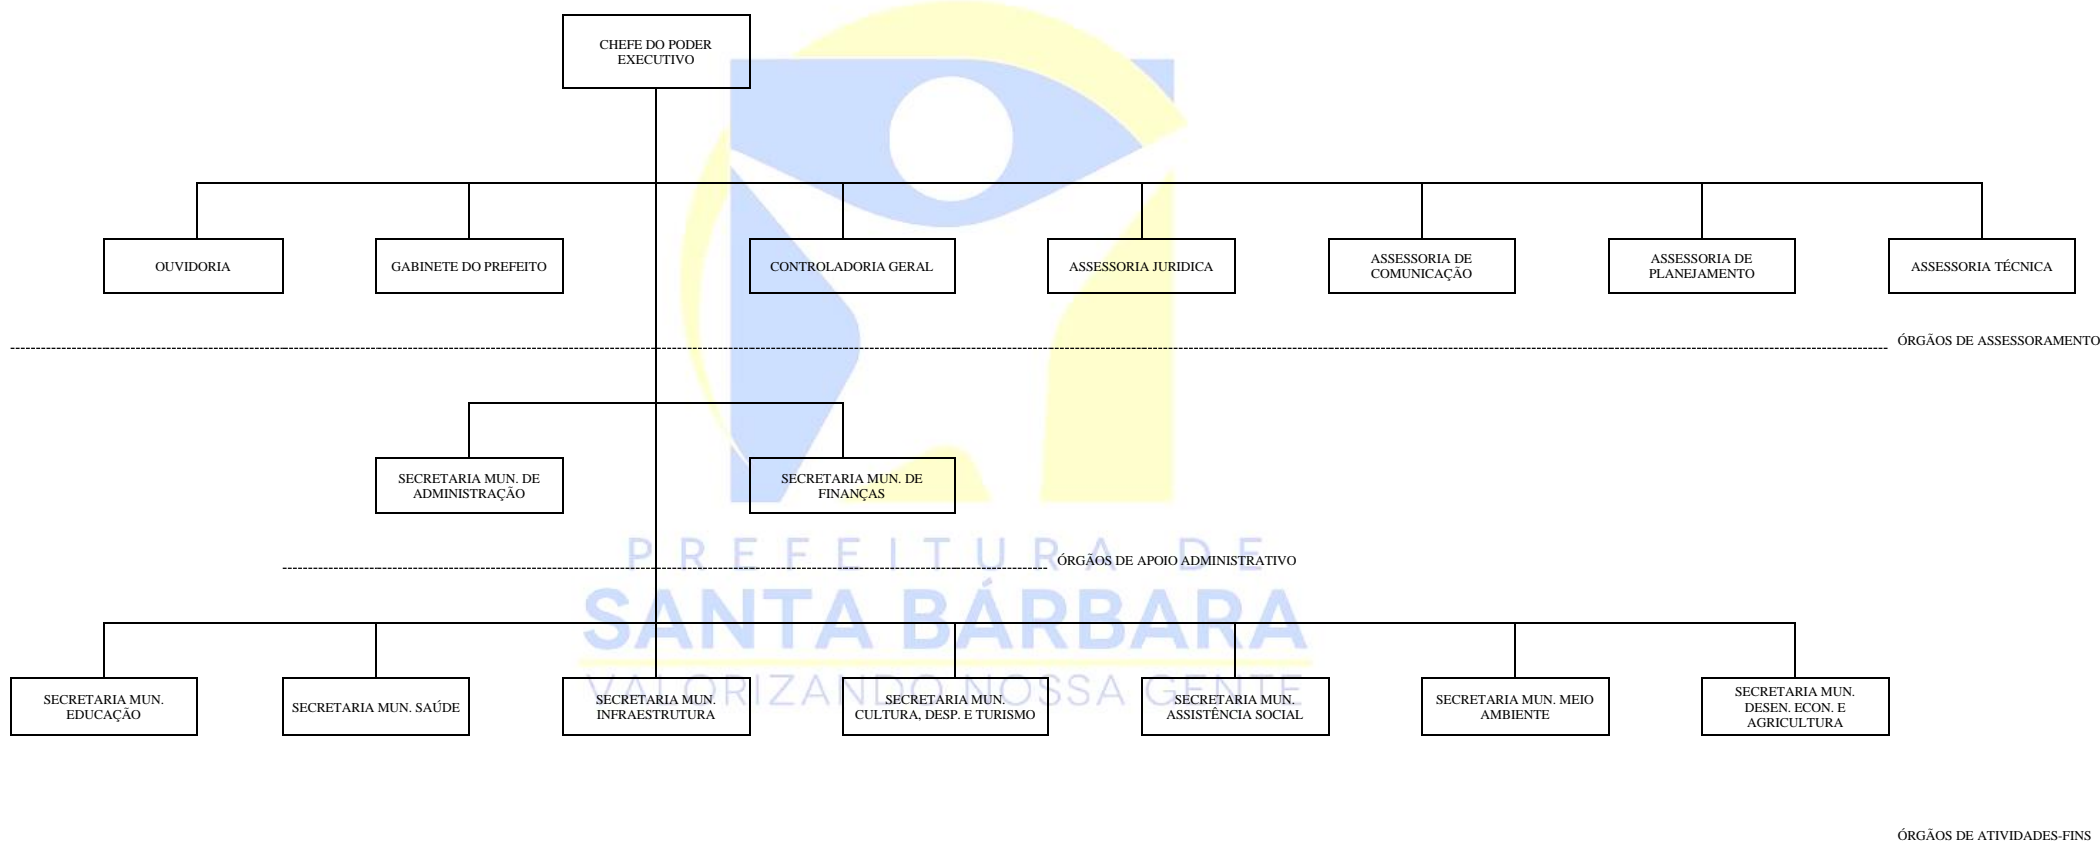 CHEFE DO PODER
EXECUTIVO
OUVIDORIA
GABINETE DO PREFEITO
CONTROLADORIA GERAL
ASSESSORIA JURIDICA
ASSESSORIA DE
COMUNICAÇÃO
ASSESSORIA DE
PLANEJAMENTO
ASSESSORIA TÉCNICA
ÓRGÃOS DE ASSESSORAMENTO
SECRETARIA MUN. DE
ADMINISTRAÇÃO
SECRETARIA MUN. DE
FINANÇAS
PREFEITURA DE
ÓRGÃOS DE APOIO ADMINISTRATIVO
SANTA BÁRBARA
VALORIZANDO NOSSA GENTE
SECRETARIA MUN.
EDUCAÇÃO
SECRETARIA MUN. SAÚDE
SECRETARIA MUN.
INFRAESTRUTURA
SECRETARIA MUN.
CULTURA, DESP. E TURISMO
SECRETARIA MUN.
ASSISTÊNCIA SOCIAL
SECRETARIA MUN. MEIO
AMBIENTE
SECRETARIA MUN.
DESEN. ECON. E
AGRICULTURA
ÓRGÃOS DE ATIVIDADES-FINS